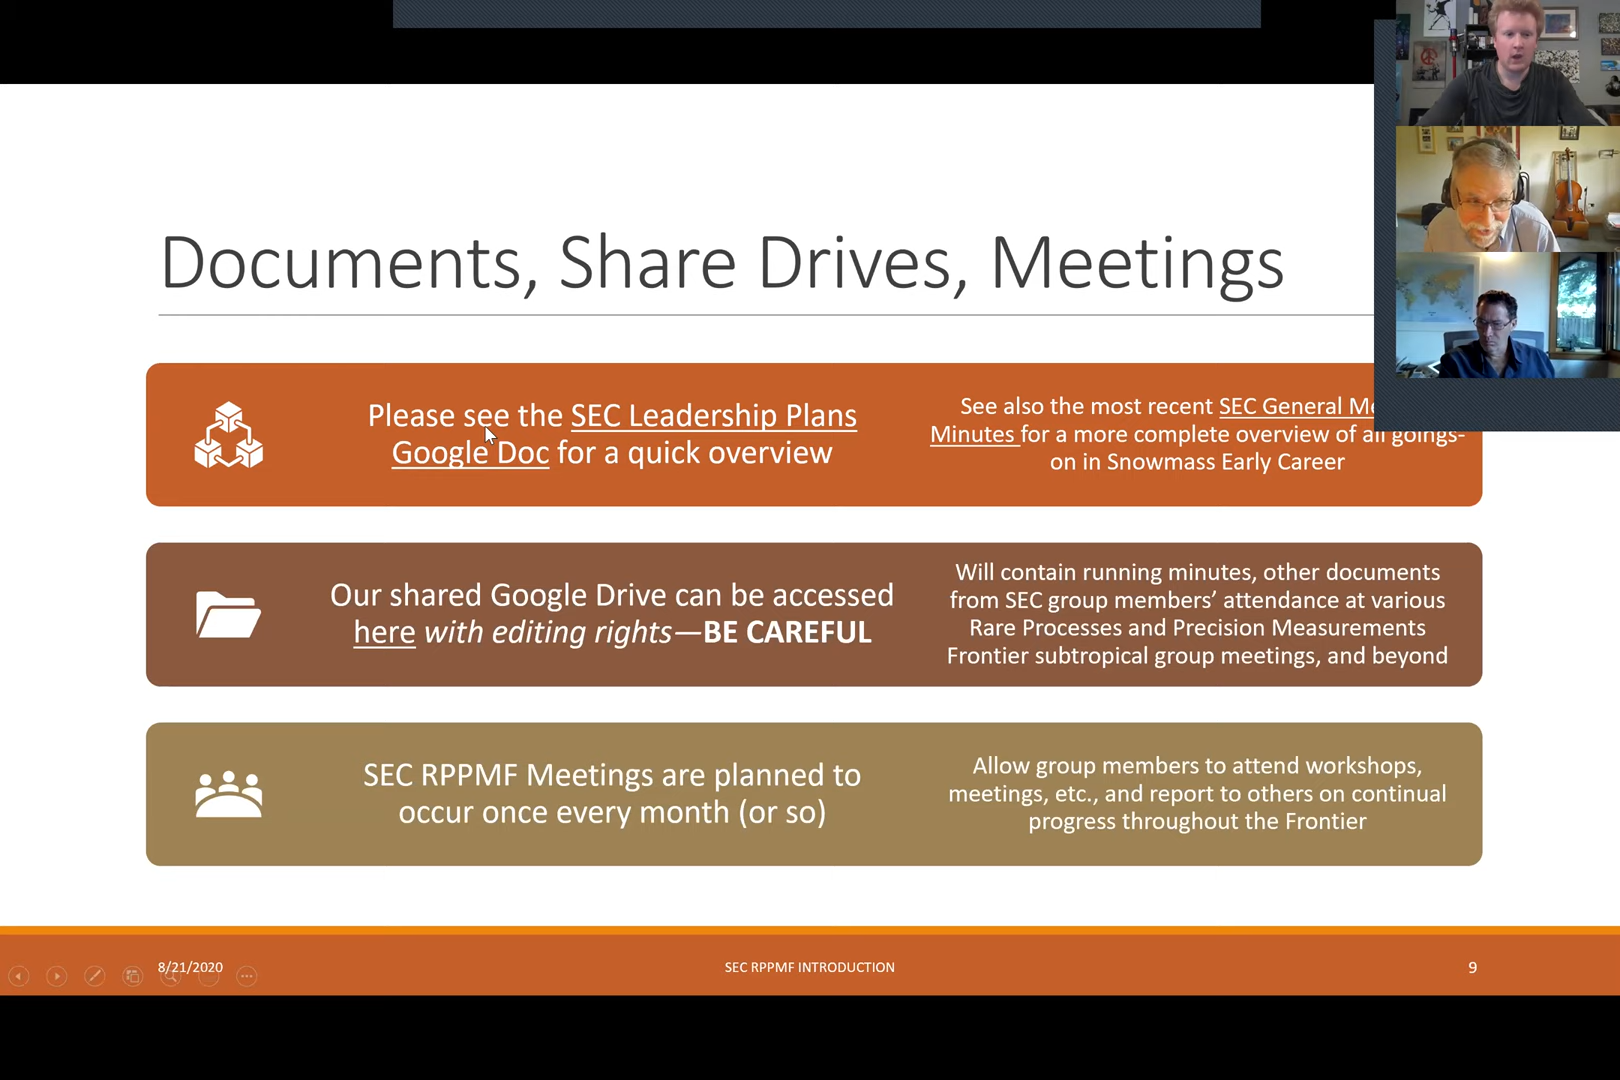 Documents, Share Drives, Meetings
Please see the SEC Leadership Plans
Google Doc for a quick overview
See also the most recent SEC General
Minutes for a more complete overview of all goings-
on in Snowmass Early Career
Our shared Google Drive can be accessed
here with editing rights—BE CAREFUL
Will contain running minutes, other documents
from SEC group members’ attendance at various
Rare Processes and Precision Measurements
Frontier subtropical group meetings, and beyond
SEC RPPMF Meetings are planned to
occur once every month (or so)
Allow group members to attend workshops,
meetings, etc., and report to others on continual
progress throughout the Frontier
8/21/2020
SEC RPPMF INTRODUCTION
9